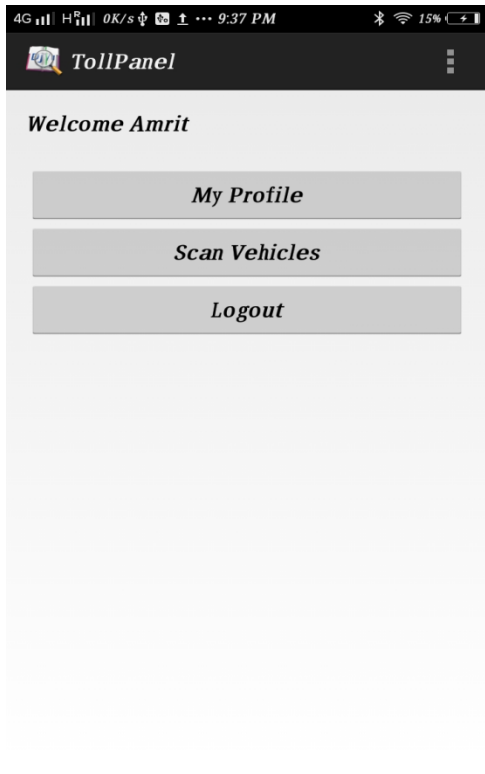 4G H R 0K/s ... 9:37 PM 15%
TollPanel
Welcome Amrit
My Profile
Scan Vehicles
Logout